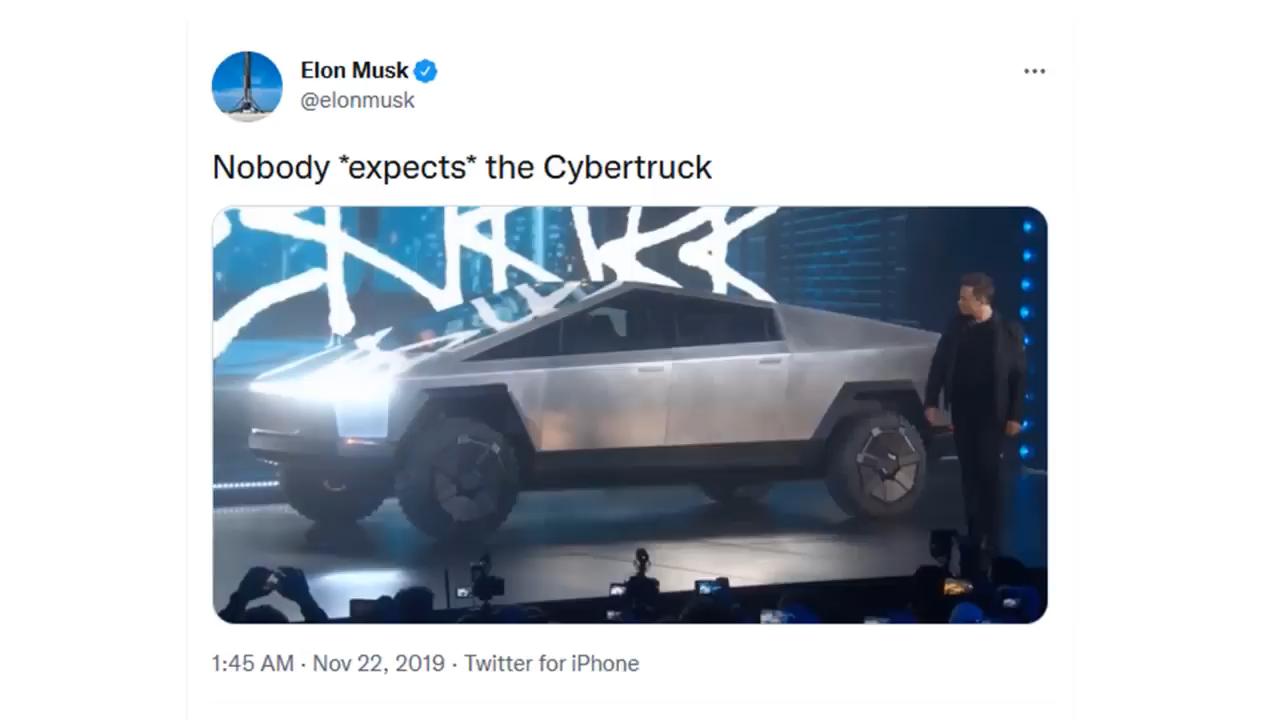 Elon Musk
@elonmusk
Nobody *expects* the Cybertruck
1:45 AM · Nov 22, 2019 · Twitter for iPhone